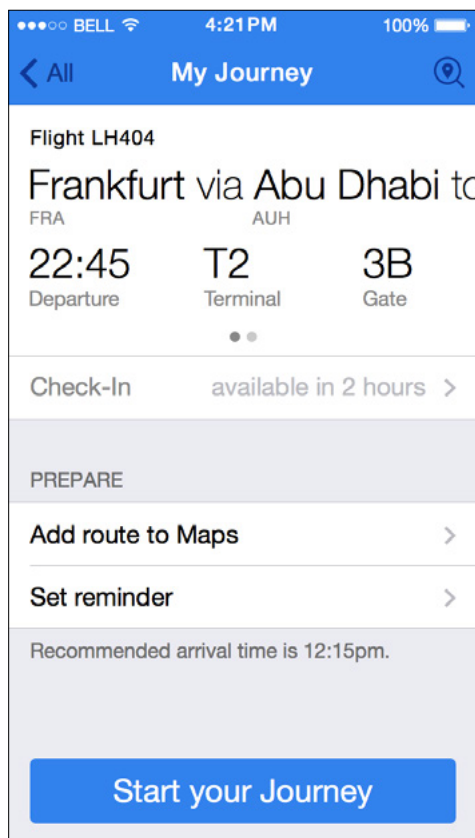 BELL 4:21PM 100%
All My Journey
Flight LH404
Frankfurt via Abu Dhabi to
FRA AUH
22:45 T2 3B
Departure Terminal Gate
Check-In available in 2 hours
PREPARE
Add route to Maps
Set reminder
Recommended arrival time is 12:15pm.
Start your Journey